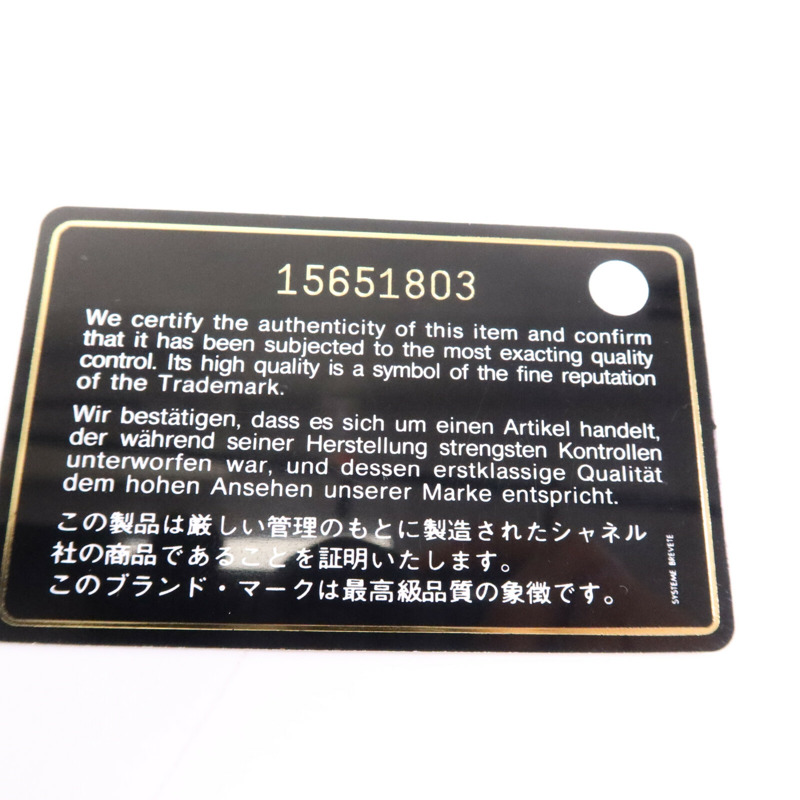 15651803
We certify the authenticity of this item and confirm
that it has been subjected to the most exacting quality
control. Its high quality is a symbol of the fine reputation
of the Trademark.
Wir bestätigen, dass es sich um einen Artikel handelt,
der während seiner Herstellung strengsten Kontrollen
unterworfen war, und dessen erstklassige Qualität
dem hohen Ansehen unserer Marke entspricht.
この製品は厳しい管理のもとに製造されたシャネル
社の商品であることを証明いたします。
このブランド・マークは最高級品質の象徴です。
SYSTEME BREVETE